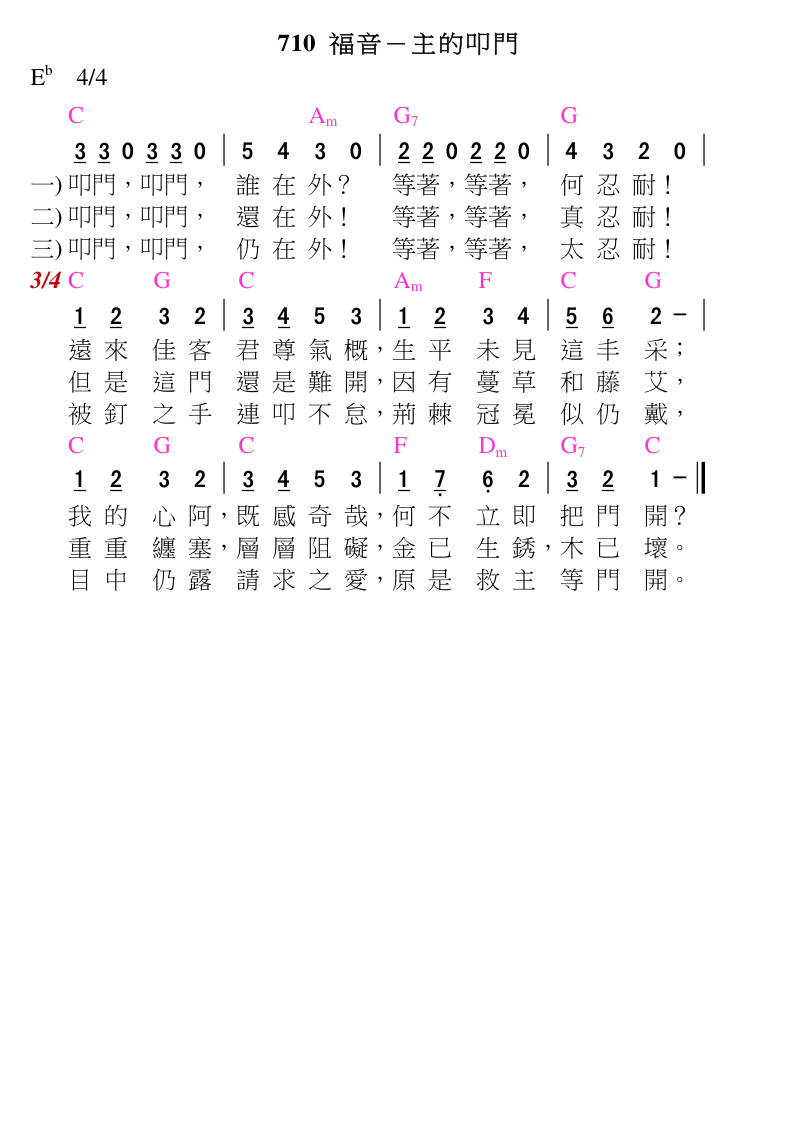 710 福音－主的叩門
E♭ 4/4
C Am G7 G
3 3 0 3 3 0 | 5 4 3 0 | 2 2 0 2 2 0 | 4 3 2 0 |
一) 叩門，叩門， 誰在外？ 等著，等著， 何忍耐！
二) 叩門，叩門， 還在外！ 等著，等著， 真忍耐！
三) 叩門，叩門， 仍在外！ 等著，等著， 太忍耐！
3/4 C G C Am F C G
1 2 3 2 | 3 4 5 3 | 1 2 3 4 | 5 6 2 – |
遠來佳客君尊氣概，生平未見這丰采；
但是這門還是難開，因有蔓草和藤艾，
被釘之手連叩不怠，荊棘冠冕似仍戴，
C G C F Dm G7 C
1 2 3 2 | 3 4 5 3 | 1 7̣ 6̣ 2 | 3 2 1 – ‖
我的心阿，既感奇哉，何不立即把門開？
重重纏塞，層層阻礙，金已生銹，木已壞。
目中仍露請求之愛，原是救主等門開。